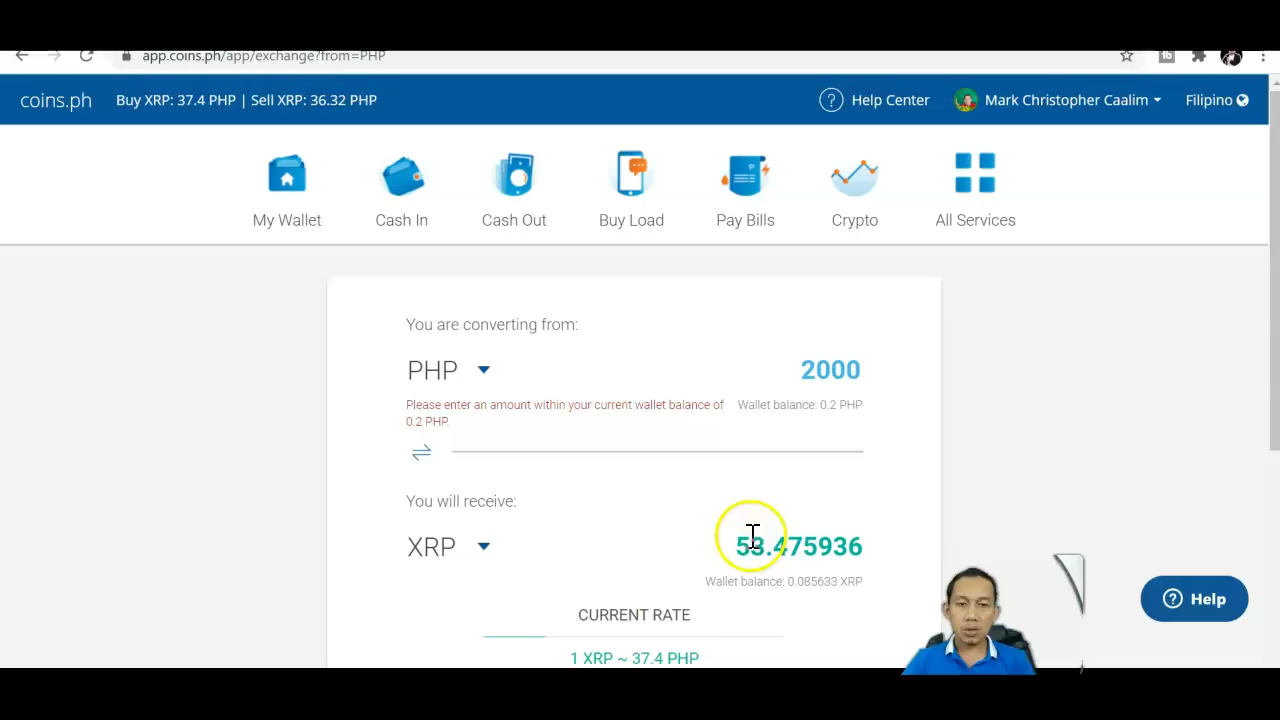 app.coins.ph/app/exchange?from=PHP
coins.ph
Buy XRP: 37.4 PHP | Sell XRP: 36.32 PHP
Help Center
Mark Christopher Caalim
Filipino
My Wallet
Cash In
Cash Out
Buy Load
Pay Bills
Crypto
All Services
You are converting from:
PHP
2000
Please enter an amount within your current wallet balance of
0.2 PHP.
Wallet balance: 0.2 PHP
You will receive:
XRP
53.475936
Wallet balance: 0.085633 XRP
CURRENT RATE
1 XRP ~ 37.4 PHP
? Help